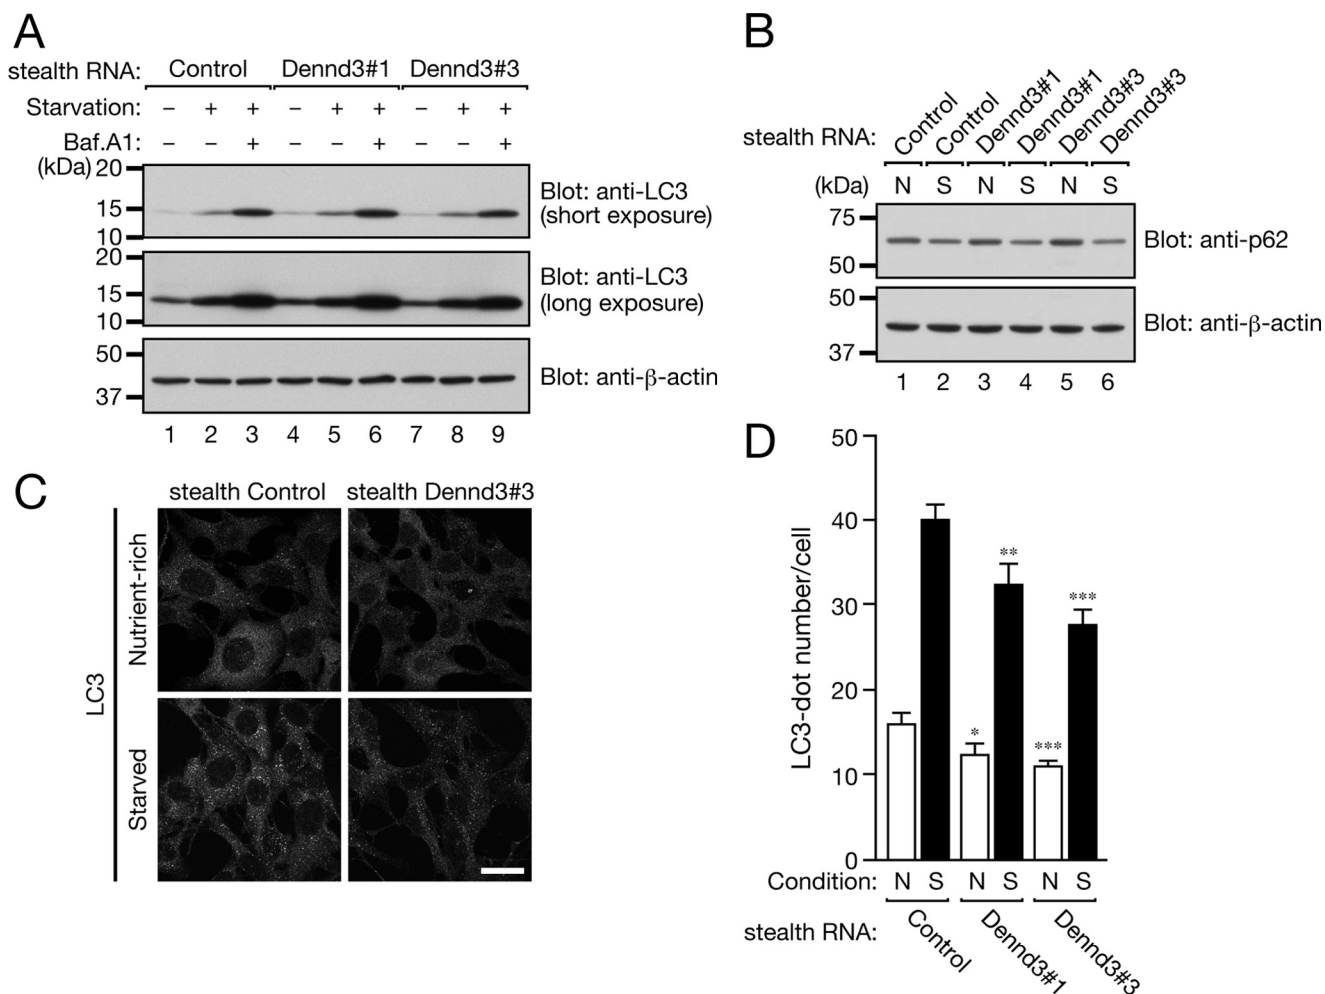 A
stealth RNA: Control Dennd3#1 Dennd3#3
Starvation: – + + – + + – + +
Baf.A1: – – + – – + – – +
(kDa)
20
15
10
Blot: anti-LC3
(short exposure)
20
15
10
Blot: anti-LC3
(long exposure)
50
37
Blot: anti-β-actin
1 2 3 4 5 6 7 8 9
B
stealth RNA: Control Control Dennd3#1 Dennd3#1 Dennd3#3 Dennd3#3
(kDa) N S N S N S
75
50
Blot: anti-p62
50
37
Blot: anti-β-actin
1 2 3 4 5 6
C
stealth Control stealth Dennd3#3
LC3
Nutrient-rich
Starved
D
LC3-dot number/cell
50
40
30
20
10
0
*
**
***
***
Condition: N S N S N S
stealth RNA: Control Dennd3#1 Dennd3#3